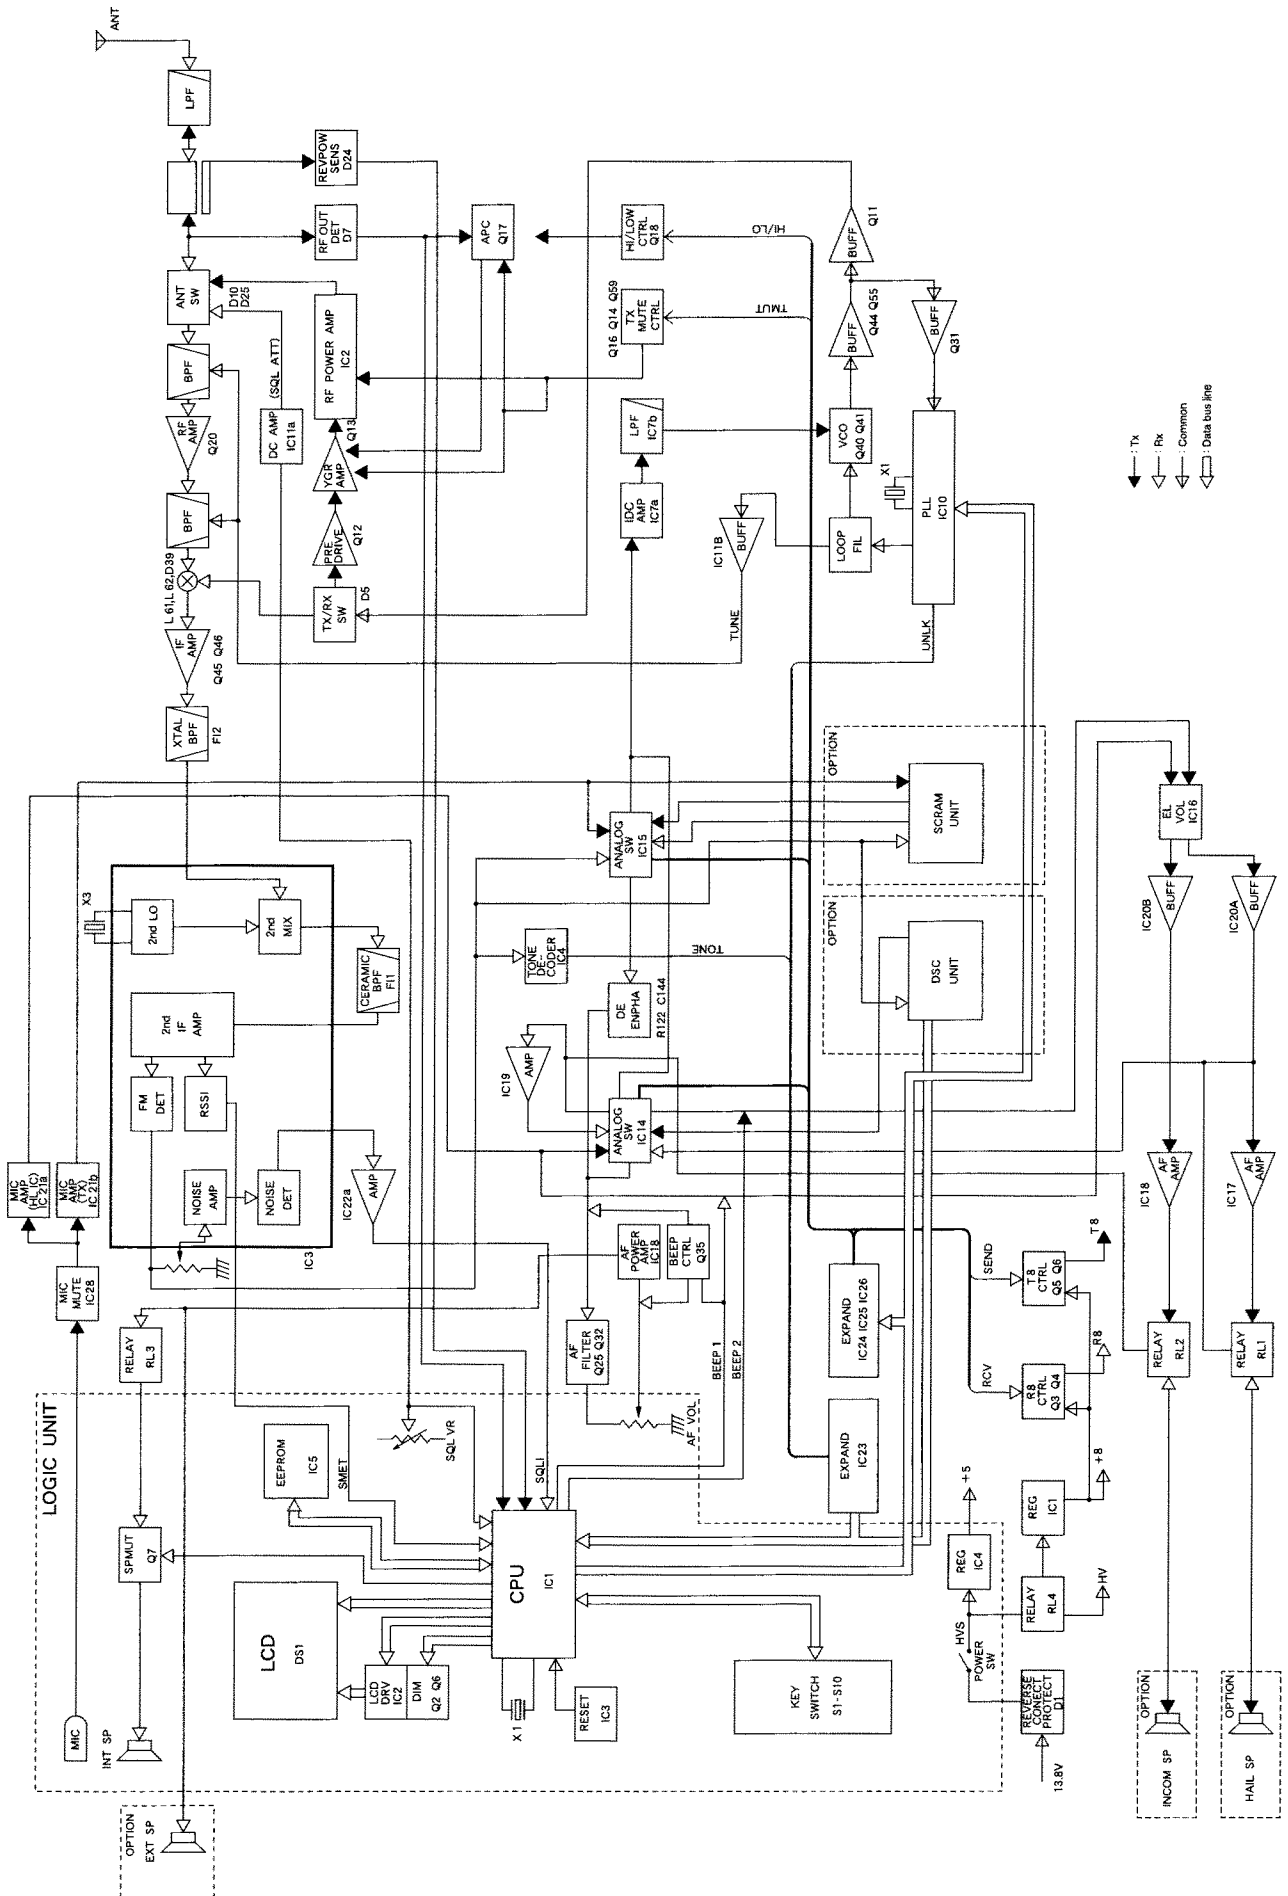 ANT
LPF
REVPOW
SENS
D24
RF OUT
DET
D7
ANT
SW
D10
D25
BPF
RF
AMP
Q20
BPF
L61,L62,D39
IF
AMP
Q45 Q46
XTAL
BPF
FI2
DC AMP
IC11a
(SQL ATT)
RF POWER AMP
IC2
YGR
AMP
Q13
PRE
DRIVE
Q12
TX/RX
SW
D5
APC
Q17
HI/LOW
CTRL
Q18
HI/LO
Q16 Q14 Q59
TX
MUTE
CTRL
TMUT
LPF
IC7b
IDC
AMP
IC7a
BUFF
IC11B
TUNE
BUFF
Q11
BUFF
Q44 Q55
BUFF
Q31
VCO
Q40 Q41
LOOP
FIL
X1
PLL
IC10
UNLK
: Tx
: Rx
: Common
: Data bus line
X3
2nd LO
2nd
MIX
2nd
IF
AMP
CERAMIC
BPF
FI1
FM
DET
RSSI
NOISE
AMP
NOISE
DET
IC3
AMP
IC22a
MIC
AMP
(HL, IC)
IC21a
MIC
AMP
(TX)
IC21b
MIC
MUTE
IC28
RELAY
RL3
ANALOG
SW
IC15
TONE
DE-
CODER
IC4
TONE
DE
ENPHA
R122 C144
AMP
IC19
ANALOG
SW
IC14
OPTION
SCRAM
UNIT
OPTION
DSC
UNIT
EL
VOL
IC16
BUFF
IC20B
BUFF
IC20A
AF
AMP
IC18
AF
AMP
IC17
AF
POWER
AMP
IC18
BEEP
CTRL
Q35
AF
FILTER
Q25 Q32
AF VOL
BEEP 1
BEEP 2
EXPAND
IC24 IC25 IC26
EXPAND
IC23
SEND
T8
CTRL
Q5 Q6
T8
RCV
R8
CTRL
Q3 Q4
R8
RELAY
RL2
RELAY
RL1
LOGIC UNIT
SPMUT
Q7
EEPROM
IC5
SMET
SQL VR
SQLI
CPU
IC1
LCD
DS1
LCD
DRV
IC2
DIM
Q2 Q6
X1
RESET
IC3
KEY
SWITCH
S1-S10
MIC
INT SP
OPTION
EXT SP
+5
REG
IC4
REG
IC1
+8
RELAY
RL4
HV
HVS
POWER
SW
REVERSE
CONECT
PROTECT
D1
13.8V
OPTION
INCOM SP
OPTION
HAIL SP